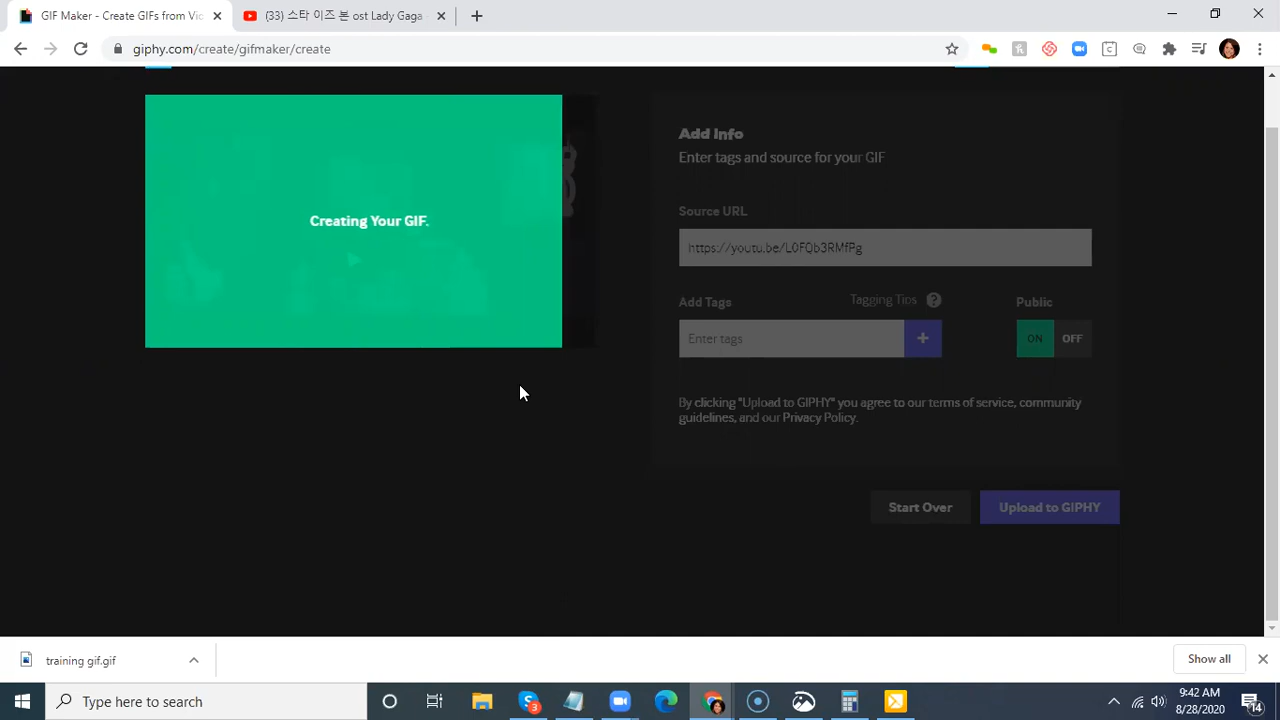 GIF Maker - Create GIFs from Vic
(33) 스타 이즈 본 ost Lady Gaga -
giphy.com/create/gifmaker/create
Creating Your GIF.
Add Info
Enter tags and source for your GIF
Source URL
https://youtu.be/L0FQb3RMfPg
Add Tags
Tagging Tips ?
Public
Enter tags
+
ON
OFF
By clicking "Upload to GIPHY" you agree to our terms of service, community
guidelines, and our Privacy Policy.
Start Over
Upload to GIPHY
training gif.gif
Show all
Type here to search
3
9:42 AM
8/28/2020
14